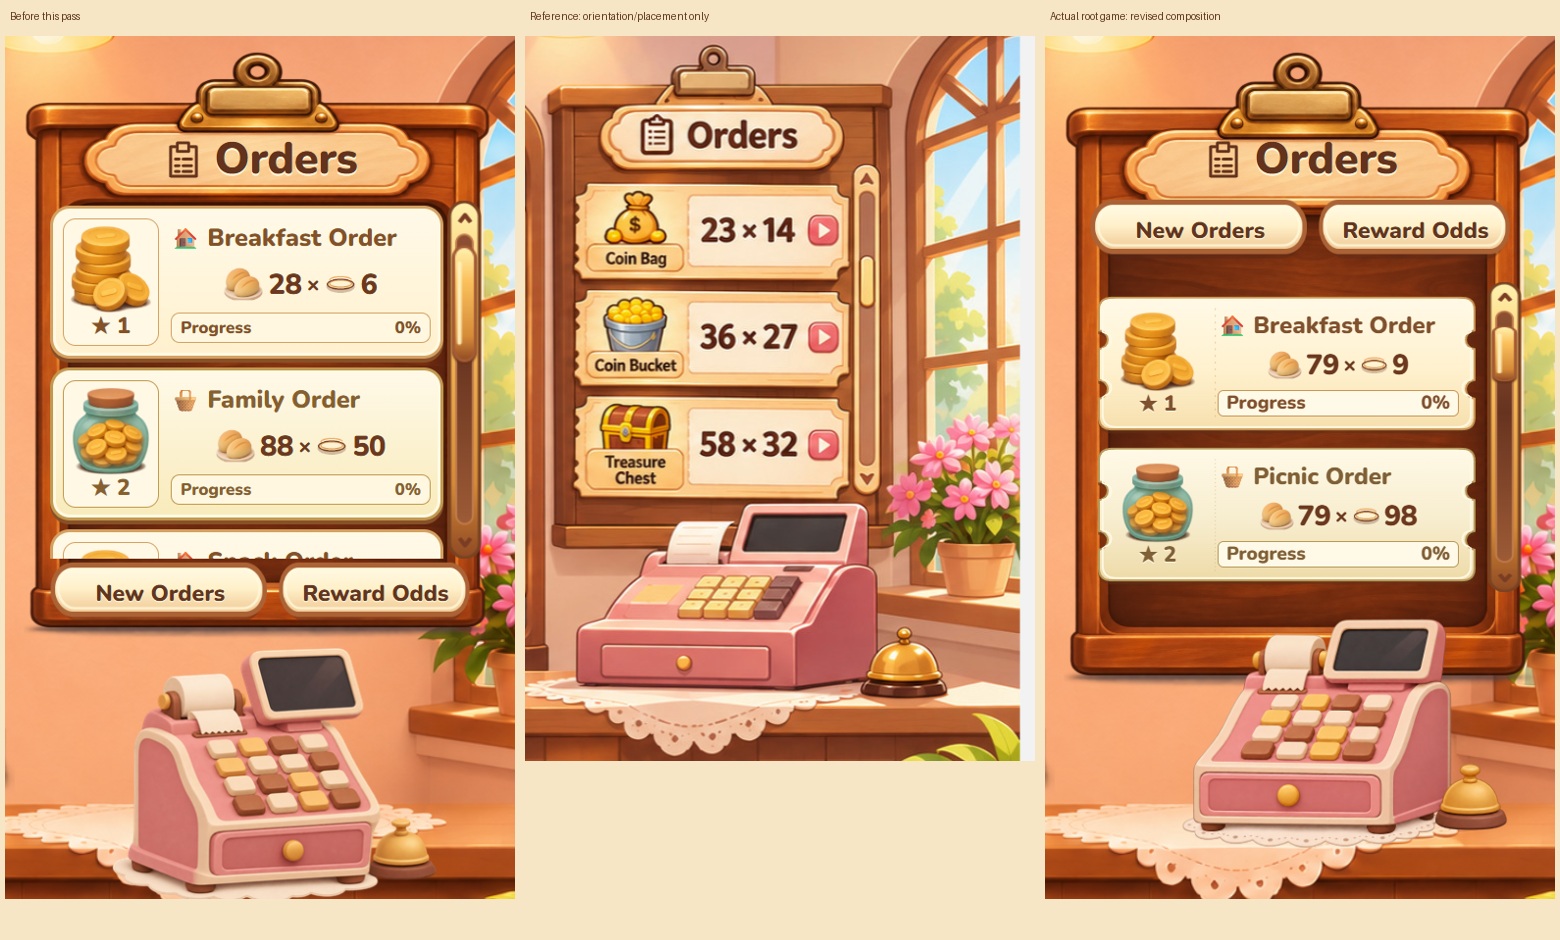 Before this pass
Orders
Breakfast Order
28 × 6
★ 1
Progress 0%
Family Order
88 × 50
★ 2
Progress 0%
Snack Order
New Orders
Reward Odds
Reference: orientation/placement only
Orders
$
Coin Bag
23 × 14
Coin Bucket
36 × 27
Treasure
Chest
58 × 32
Actual root game: revised composition
Orders
New Orders
Reward Odds
Breakfast Order
79 × 9
★ 1
Progress 0%
Picnic Order
79 × 98
★ 2
Progress 0%